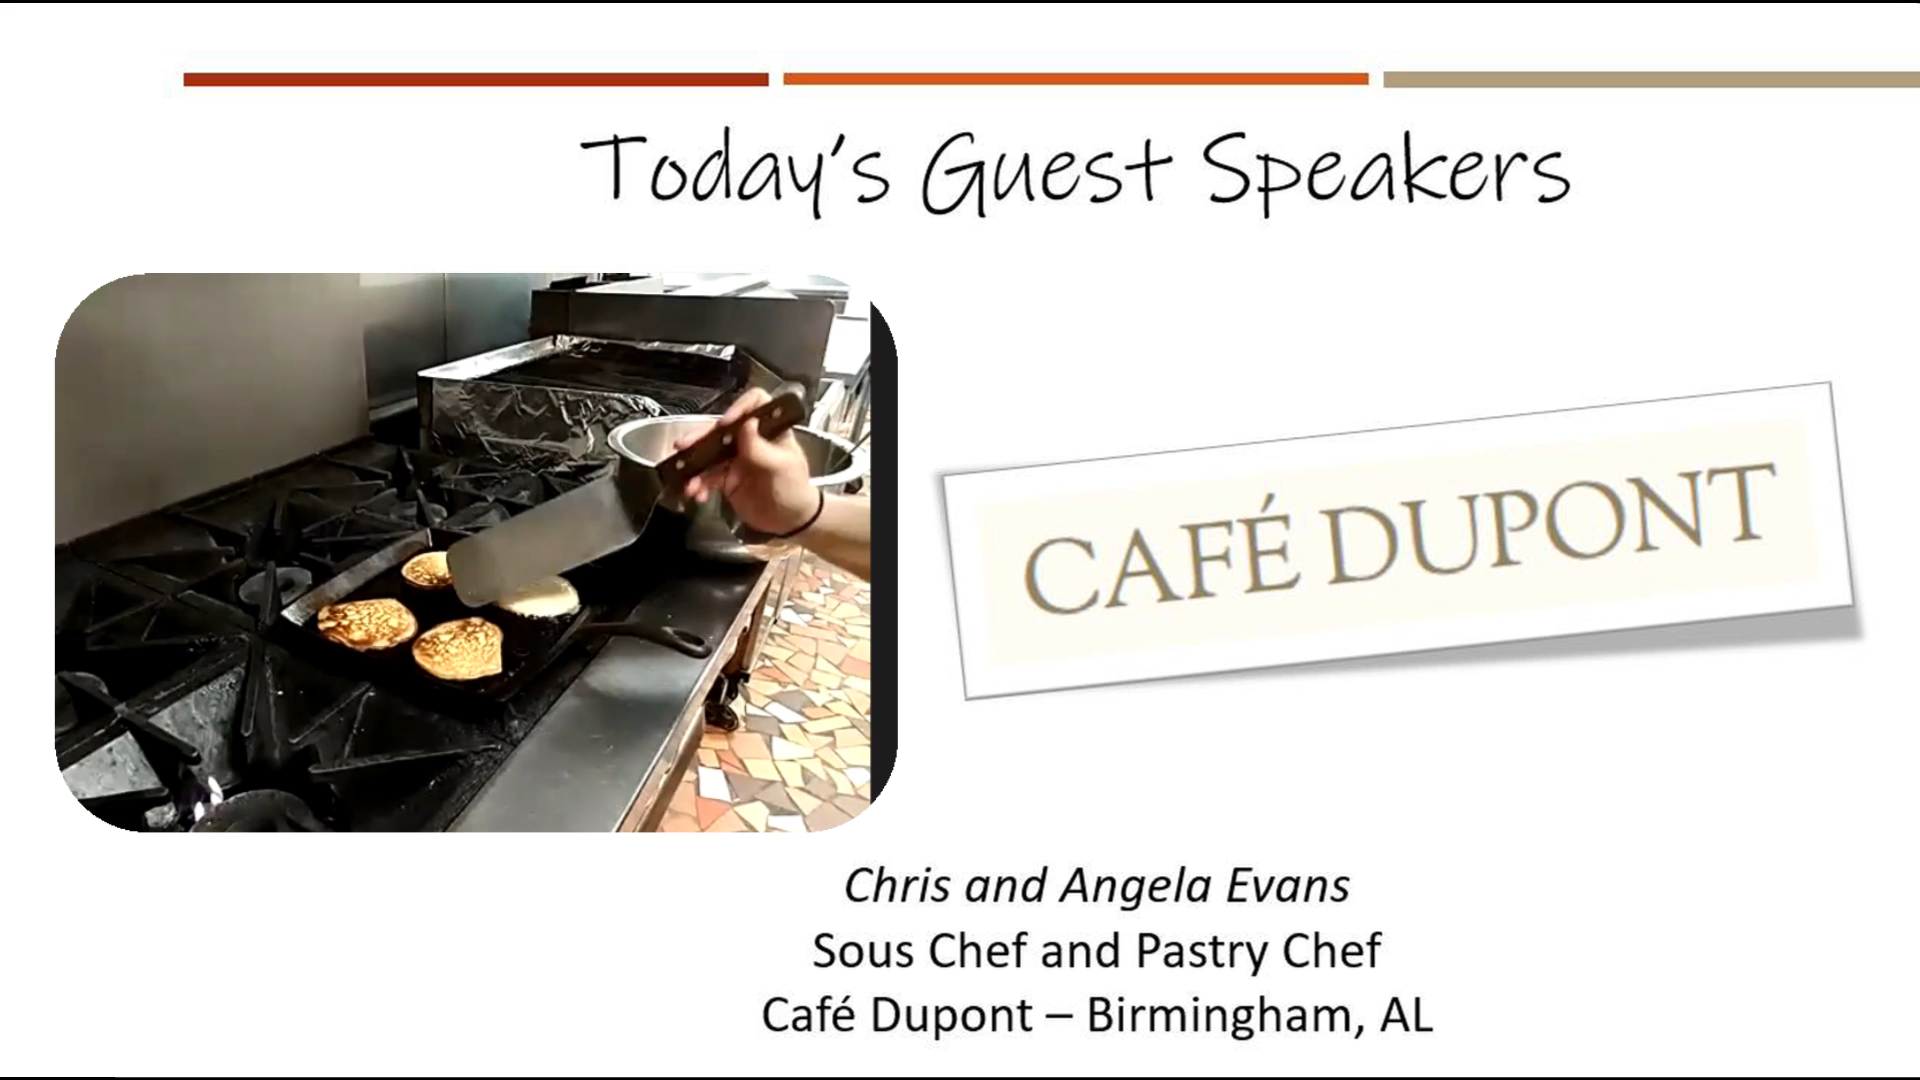 Today's Guest Speakers
CAFÉ DUPONT
Chris and Angela Evans
Sous Chef and Pastry Chef
Café Dupont – Birmingham, AL